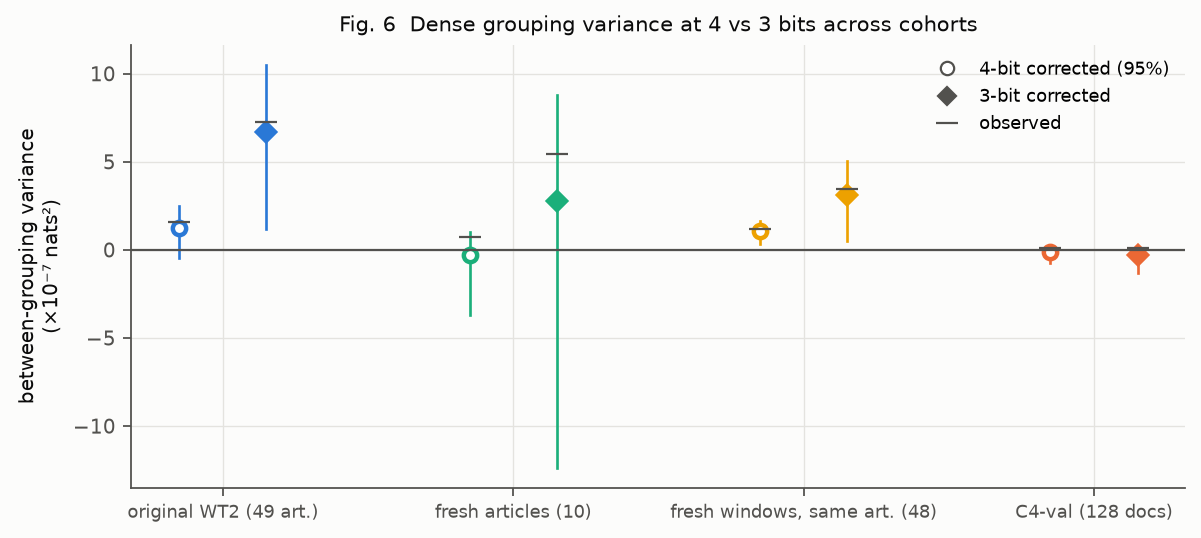 Fig. 6  Dense grouping variance at 4 vs 3 bits across cohorts
between-grouping variance
(×10⁻⁷ nats²)
10
5
0
−5
−10
4-bit corrected (95%)
3-bit corrected
observed
original WT2 (49 art.)
fresh articles (10)
fresh windows, same art. (48)
C4-val (128 docs)